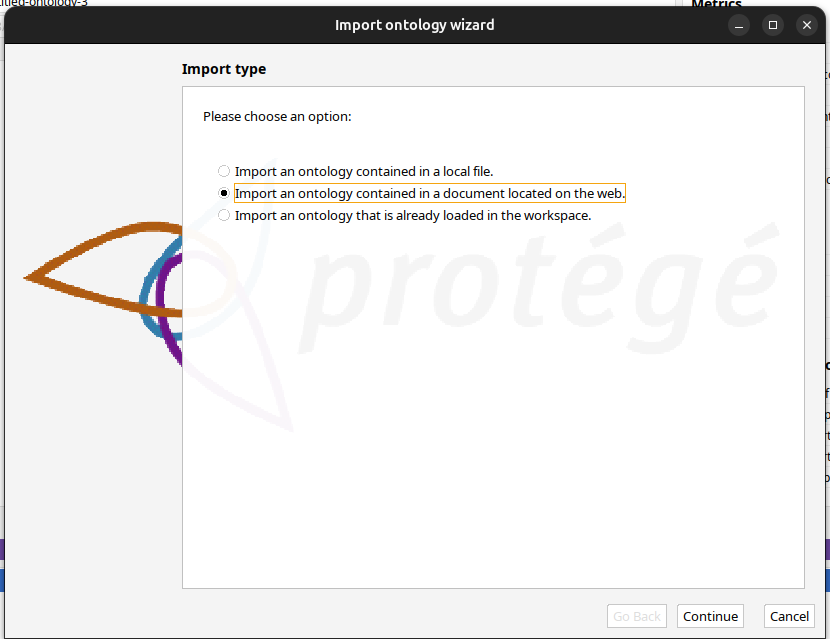 Metrics
Import ontology wizard
Import type
Please choose an option:
Import an ontology contained in a local file.
Import an ontology contained in a document located on the web.
Import an ontology that is already loaded in the workspace.
protégé
Go Back
Continue
Cancel